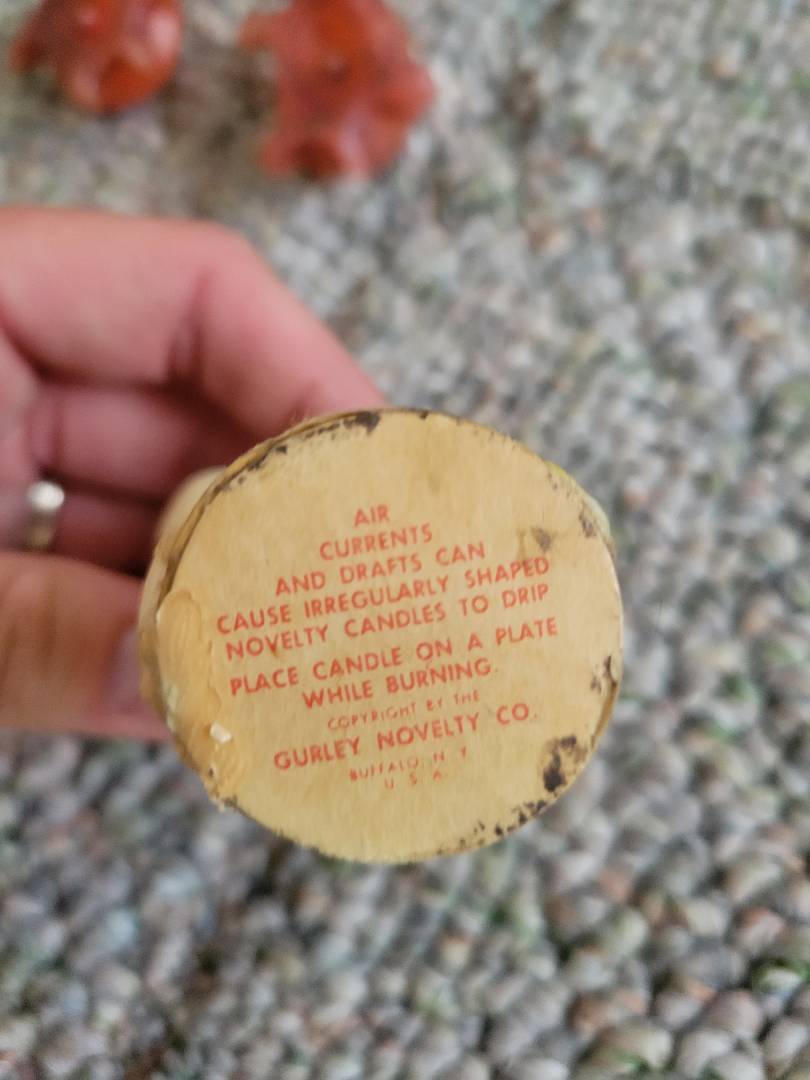 AIR
CURRENTS
AND DRAFTS CAN
CAUSE IRREGULARLY SHAPED
NOVELTY CANDLES TO DRIP
PLACE CANDLE ON A PLATE
WHILE BURNING.
COPYRIGHT BY THE
GURLEY NOVELTY CO.
BUFFALO, N. Y.
U. S. A.